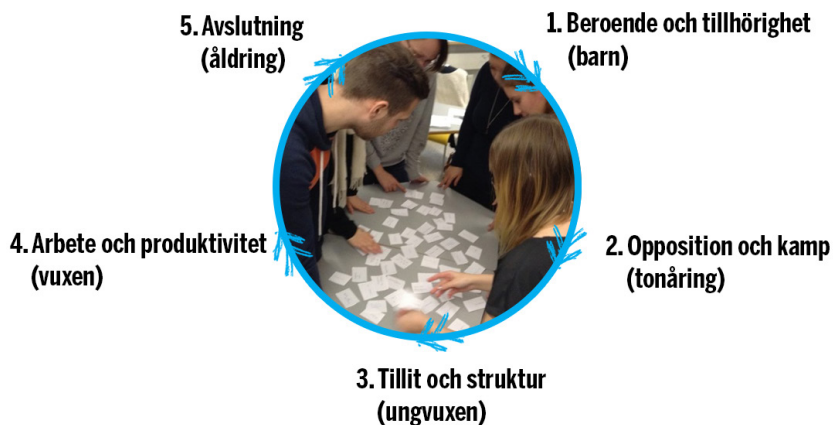 1. Beroende och tillhörighet
(barn)
2. Opposition och kamp
(tonåring)
3. Tillit och struktur
(ungvuxen)
4. Arbete och produktivitet
(vuxen)
5. Avslutning
(åldring)